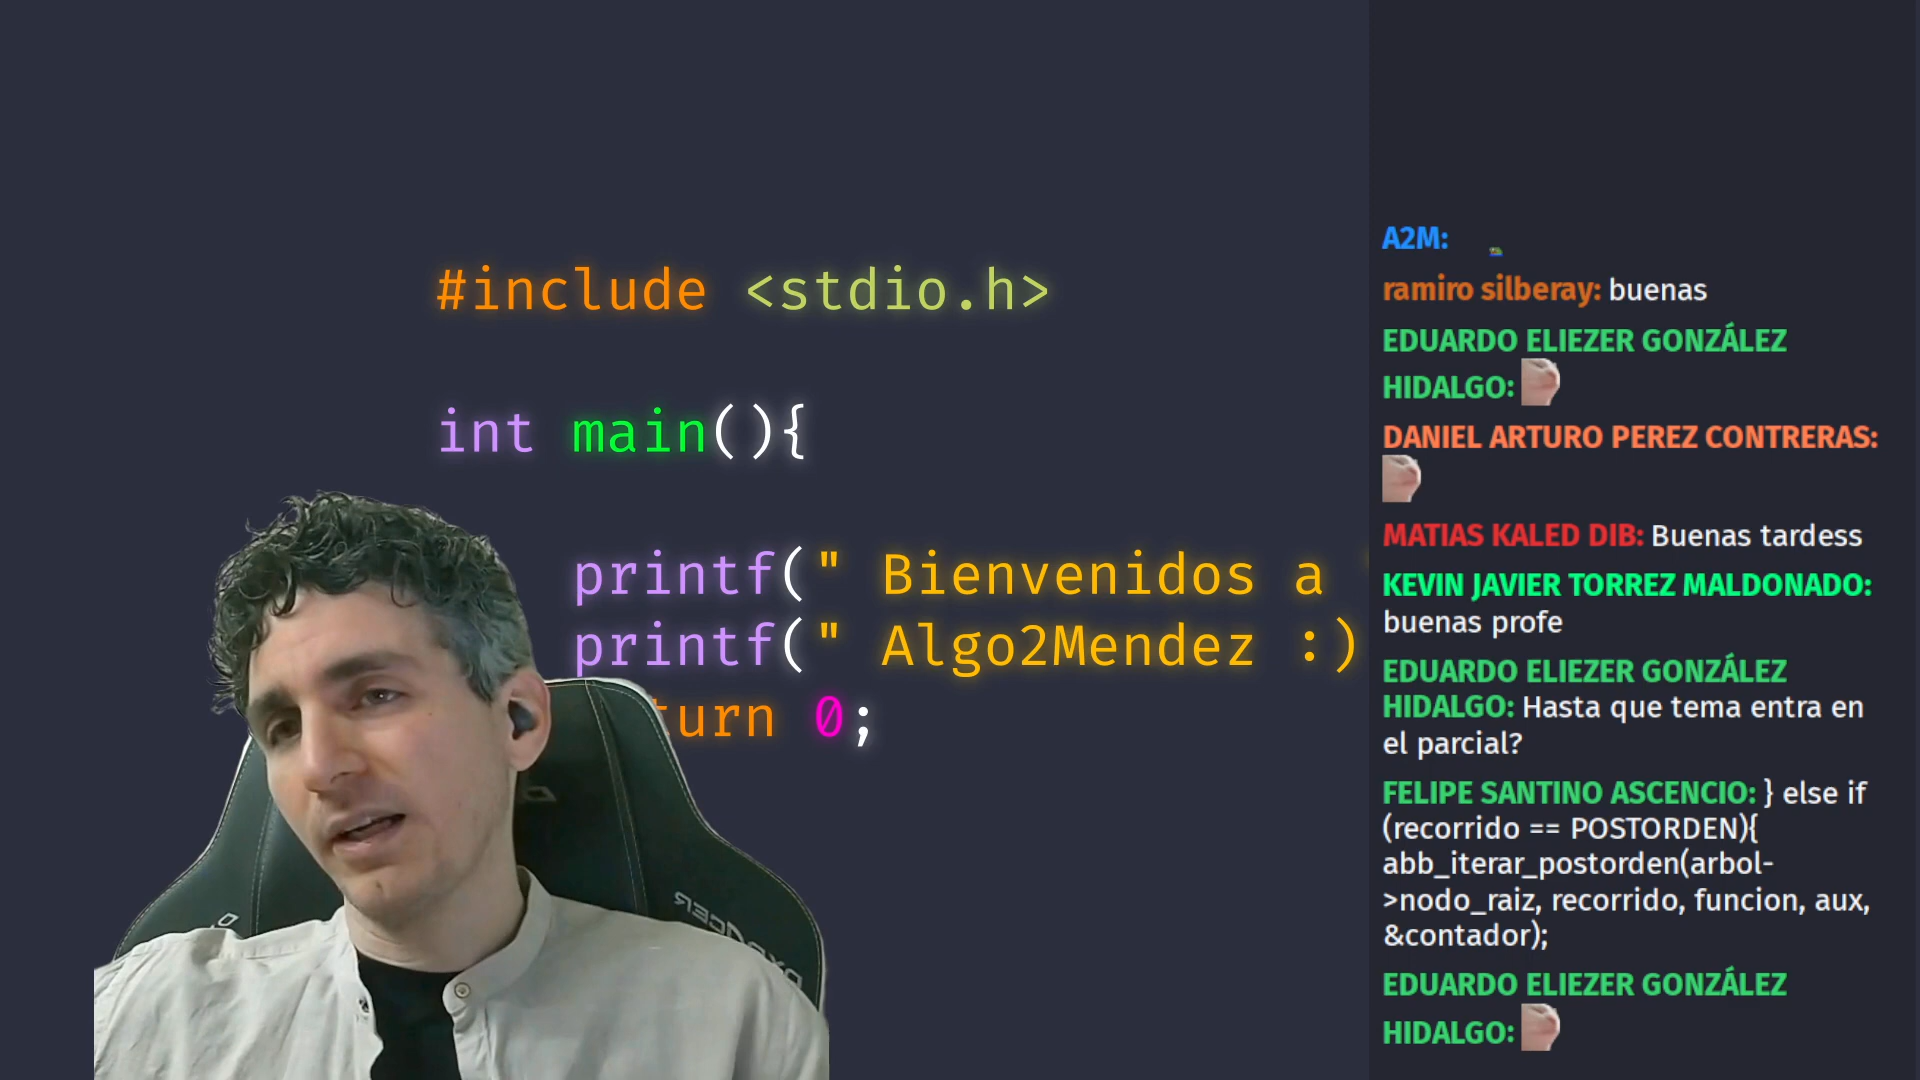 #include <stdio.h>
int main(){
printf(" Bienvenidos a
printf(" Algo2Mendez :)
turn 0;
A2M:
ramiro silberay: buenas
EDUARDO ELIEZER GONZÁLEZ
HIDALGO:
DANIEL ARTURO PEREZ CONTRERAS:
MATIAS KALED DIB: Buenas tardess
KEVIN JAVIER TORREZ MALDONADO:
buenas profe
EDUARDO ELIEZER GONZÁLEZ
HIDALGO: Hasta que tema entra en
el parcial?
FELIPE SANTINO ASCENCIO: } else if
(recorrido == POSTORDEN){
abb_iterar_postorden(arbol-
>nodo_raiz, recorrido, funcion, aux,
&contador);
EDUARDO ELIEZER GONZÁLEZ
HIDALGO: